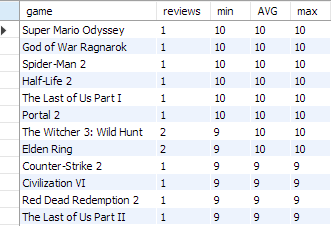 game reviews min AVG max
Super Mario Odyssey 1 10 10 10
God of War Ragnarok 1 10 10 10
Spider-Man 2 1 10 10 10
Half-Life 2 1 10 10 10
The Last of Us Part I 1 10 10 10
Portal 2 1 10 10 10
The Witcher 3: Wild Hunt 2 9 10 10
Elden Ring 2 9 10 10
Counter-Strike 2 1 9 9 9
Civilization VI 1 9 9 9
Red Dead Redemption 2 1 9 9 9
The Last of Us Part II 1 9 9 9